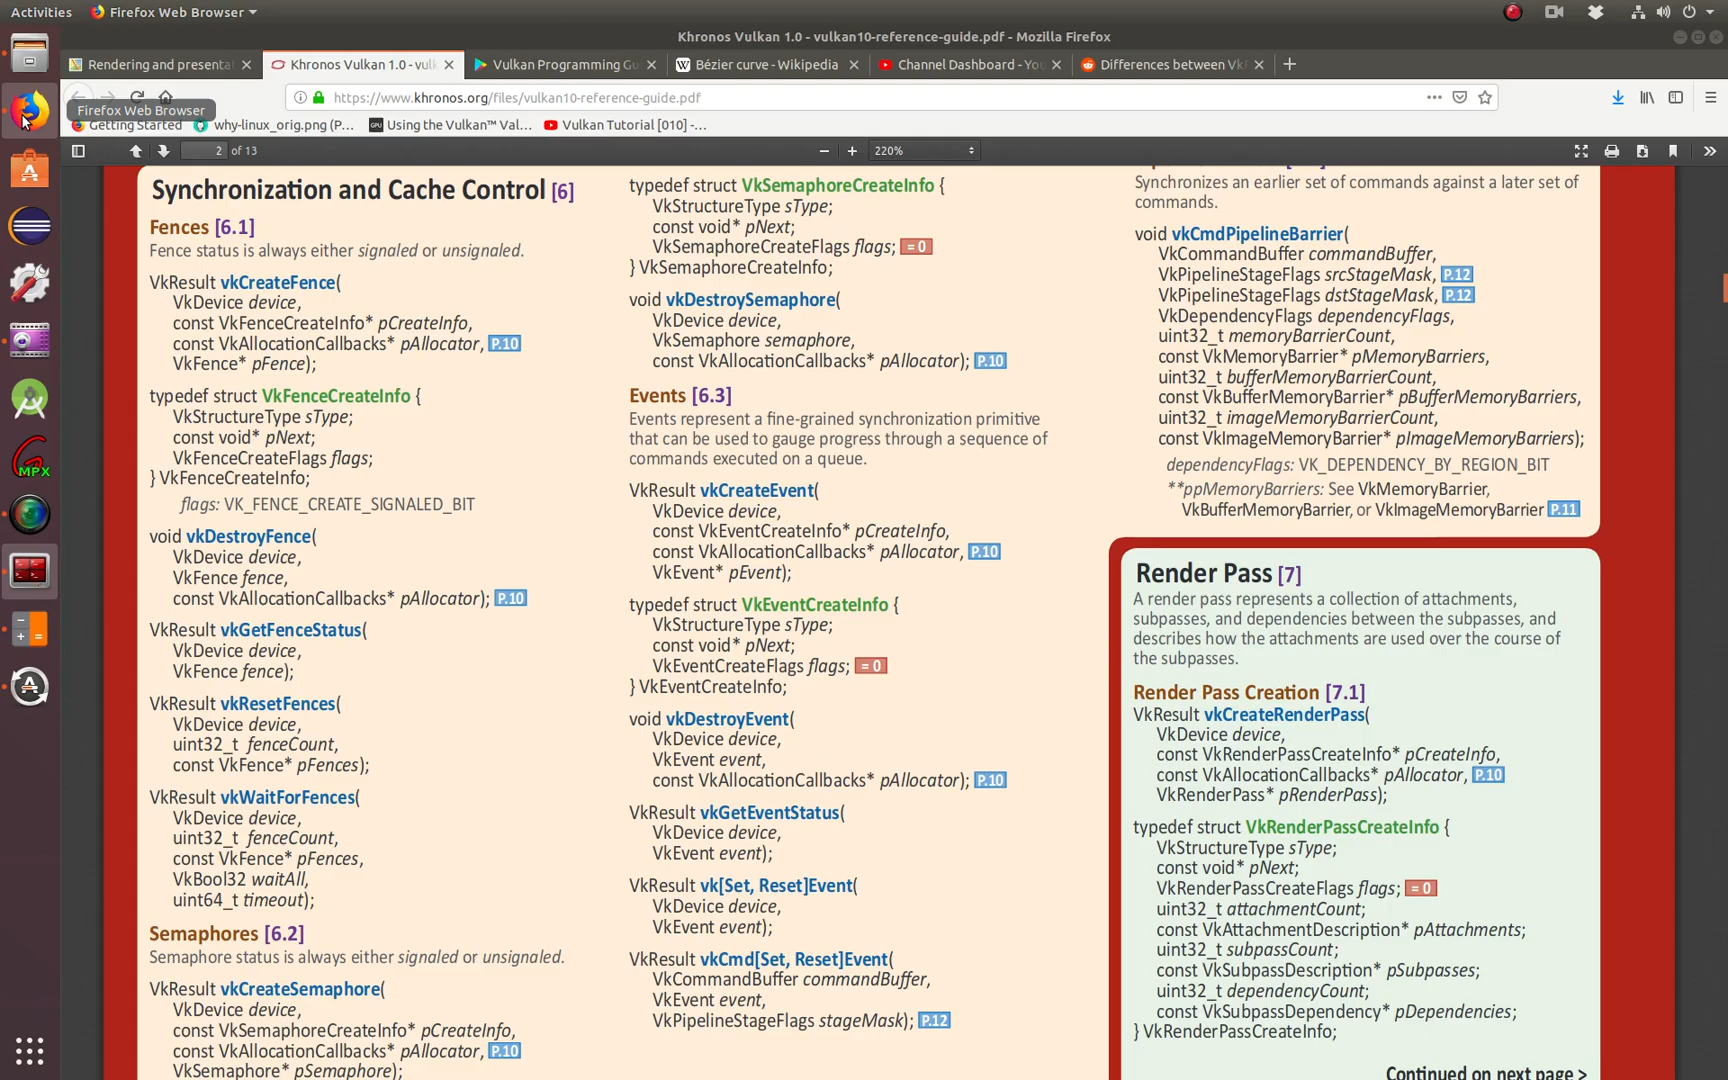 Activities
Firefox Web Browser
Khronos Vulkan 1.0 - vulkan10-reference-guide.pdf - Mozilla Firefox
Rendering and presenta
Khronos Vulkan 1.0 - vulk
Vulkan Programming Gu
Bézier curve - Wikipedia
Channel Dashboard - You
Differences between Vk
https://www.khronos.org/files/vulkan10-reference-guide.pdf
Firefox Web Browser
Getting Started
why-linux_orig.png (P...
Using the Vulkan™ Val...
Vulkan Tutorial [010] -...
2 of 13
220%
Synchronization and Cache Control [6]
Fences [6.1]
Fence status is always either signaled or unsignaled.
VkResult vkCreateFence(
VkDevice device,
const VkFenceCreateInfo* pCreateInfo,
const VkAllocationCallbacks* pAllocator, P.10
VkFence* pFence);
typedef struct VkFenceCreateInfo {
VkStructureType sType;
const void* pNext;
VkFenceCreateFlags flags;
} VkFenceCreateInfo;
flags: VK_FENCE_CREATE_SIGNALED_BIT
void vkDestroyFence(
VkDevice device,
VkFence fence,
const VkAllocationCallbacks* pAllocator); P.10
VkResult vkGetFenceStatus(
VkDevice device,
VkFence fence);
VkResult vkResetFences(
VkDevice device,
uint32_t fenceCount,
const VkFence* pFences);
VkResult vkWaitForFences(
VkDevice device,
uint32_t fenceCount,
const VkFence* pFences,
VkBool32 waitAll,
uint64_t timeout);
Semaphores [6.2]
Semaphore status is always either signaled or unsignaled.
VkResult vkCreateSemaphore(
VkDevice device,
const VkSemaphoreCreateInfo* pCreateInfo,
const VkAllocationCallbacks* pAllocator, P.10
VkSemaphore* pSemaphore);
typedef struct VkSemaphoreCreateInfo {
VkStructureType sType;
const void* pNext;
VkSemaphoreCreateFlags flags; = 0
} VkSemaphoreCreateInfo;
void vkDestroySemaphore(
VkDevice device,
VkSemaphore semaphore,
const VkAllocationCallbacks* pAllocator); P.10
Events [6.3]
Events represent a fine-grained synchronization primitive
that can be used to gauge progress through a sequence of
commands executed on a queue.
VkResult vkCreateEvent(
VkDevice device,
const VkEventCreateInfo* pCreateInfo,
const VkAllocationCallbacks* pAllocator, P.10
VkEvent* pEvent);
typedef struct VkEventCreateInfo {
VkStructureType sType;
const void* pNext;
VkEventCreateFlags flags; = 0
} VkEventCreateInfo;
void vkDestroyEvent(
VkDevice device,
VkEvent event,
const VkAllocationCallbacks* pAllocator); P.10
VkResult vkGetEventStatus(
VkDevice device,
VkEvent event);
VkResult vk[Set, Reset]Event(
VkDevice device,
VkEvent event);
VkResult vkCmd[Set, Reset]Event(
VkCommandBuffer commandBuffer,
VkEvent event,
VkPipelineStageFlags stageMask); P.12
Synchronizes an earlier set of commands against a later set of
commands.
void vkCmdPipelineBarrier(
VkCommandBuffer commandBuffer,
VkPipelineStageFlags srcStageMask, P.12
VkPipelineStageFlags dstStageMask, P.12
VkDependencyFlags dependencyFlags,
uint32_t memoryBarrierCount,
const VkMemoryBarrier* pMemoryBarriers,
uint32_t bufferMemoryBarrierCount,
const VkBufferMemoryBarrier* pBufferMemoryBarriers,
uint32_t imageMemoryBarrierCount,
const VkImageMemoryBarrier* pImageMemoryBarriers);
dependencyFlags: VK_DEPENDENCY_BY_REGION_BIT
**ppMemoryBarriers: See VkMemoryBarrier,
VkBufferMemoryBarrier, or VkImageMemoryBarrier P.11
Render Pass [7]
A render pass represents a collection of attachments,
subpasses, and dependencies between the subpasses, and
describes how the attachments are used over the course of
the subpasses.
Render Pass Creation [7.1]
VkResult vkCreateRenderPass(
VkDevice device,
const VkRenderPassCreateInfo* pCreateInfo,
const VkAllocationCallbacks* pAllocator, P.10
VkRenderPass* pRenderPass);
typedef struct VkRenderPassCreateInfo {
VkStructureType sType;
const void* pNext;
VkRenderPassCreateFlags flags; = 0
uint32_t attachmentCount;
const VkAttachmentDescription* pAttachments;
uint32_t subpassCount;
const VkSubpassDescription* pSubpasses;
uint32_t dependencyCount;
const VkSubpassDependency* pDependencies;
} VkRenderPassCreateInfo;
Continued on next page >
MPX